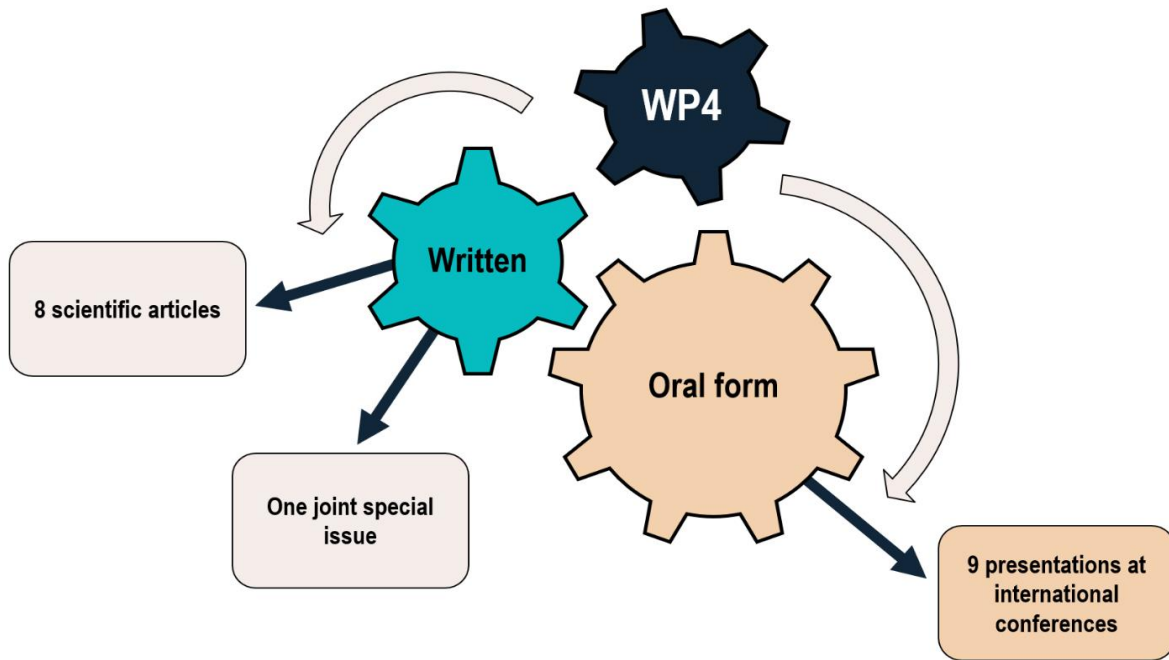 WP4
Written
8 scientific articles
Oral form
One joint special
issue
9 presentations at
international
conferences